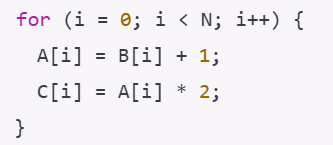 for (i = 0; i < N; i++) {
  A[i] = B[i] + 1;
  C[i] = A[i] * 2;
}